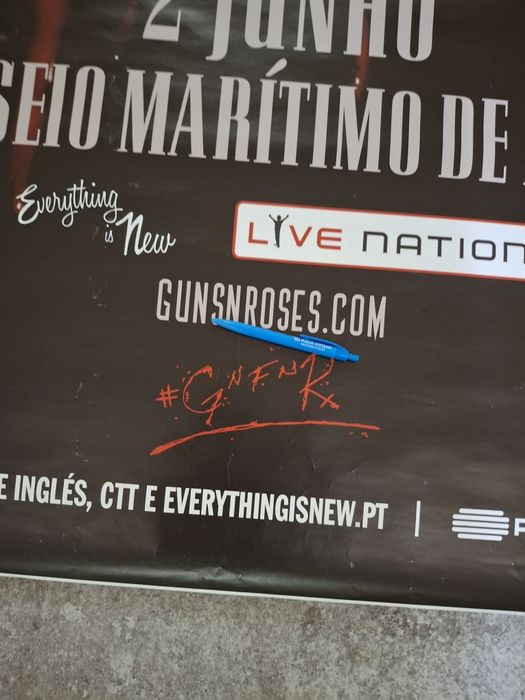 2 JUNHO
SEIO MARÍTIMO DE
Everything
is New
LIVE NATION
GUNSNROSES.COM
#GNFNR
E INGLÉS, CTT E EVERYTHINGISNEW.PT |